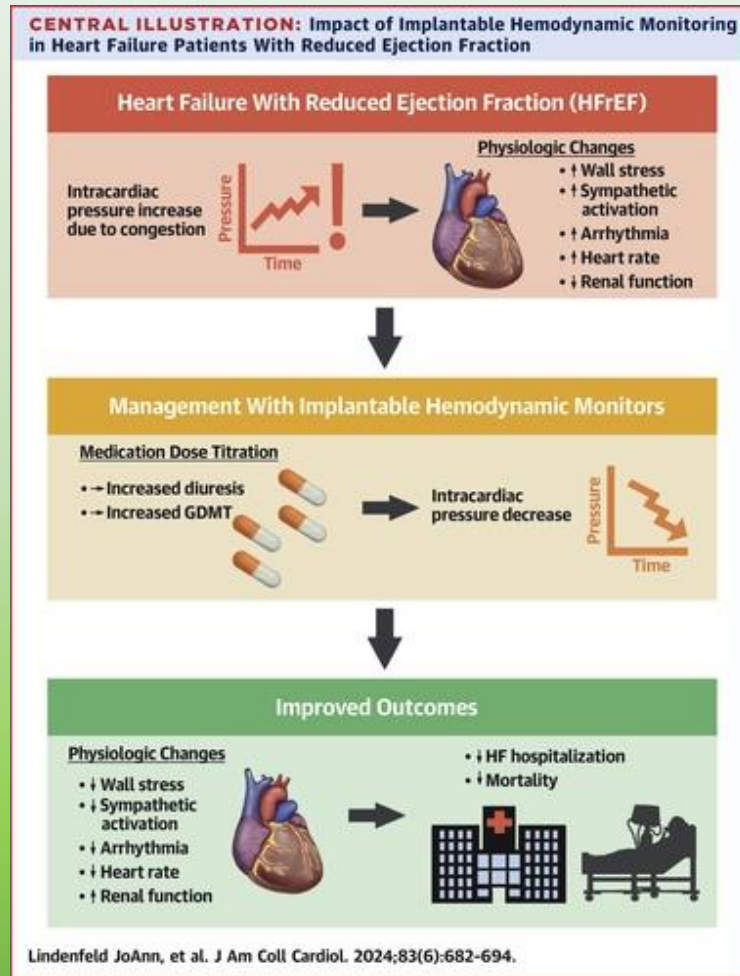 CENTRAL ILLUSTRATION: Impact of Implantable Hemodynamic Monitoring
in Heart Failure Patients With Reduced Ejection Fraction
Heart Failure With Reduced Ejection Fraction (HFrEF)
Intracardiac
pressure increase
due to congestion
Pressure
Time
Physiologic Changes
• ↑ Wall stress
• ↑ Sympathetic
activation
• ↑ Arrhythmia
• ↑ Heart rate
• ↓ Renal function
Management With Implantable Hemodynamic Monitors
Medication Dose Titration
• → Increased diuresis
• → Increased GDMT
Intracardiac
pressure decrease
Pressure
Time
Improved Outcomes
Physiologic Changes
• ↓ Wall stress
• ↓ Sympathetic
activation
• ↓ Arrhythmia
• ↓ Heart rate
• ↑ Renal function
• ↓ HF hospitalization
• ↓ Mortality
Lindenfeld JoAnn, et al. J Am Coll Cardiol. 2024;83(6):682-694.